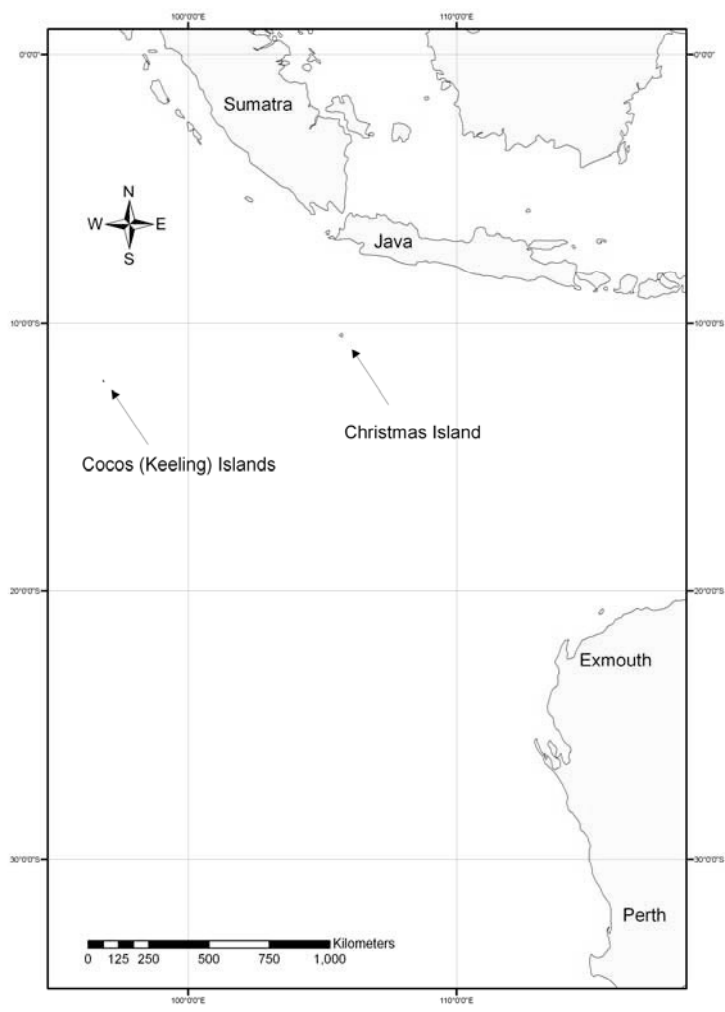 100°0'0"E 110°0'0"E
0°0'0" 0°0'0"
Sumatra
N
W E
S
Java
10°0'0"S 10°0'0"S
Christmas Island
Cocos (Keeling) Islands
20°0'0"S 20°0'0"S
Exmouth
30°0'0"S 30°0'0"S
Perth
Kilometers
0 125 250 500 750 1,000
100°0'0"E 110°0'0"E